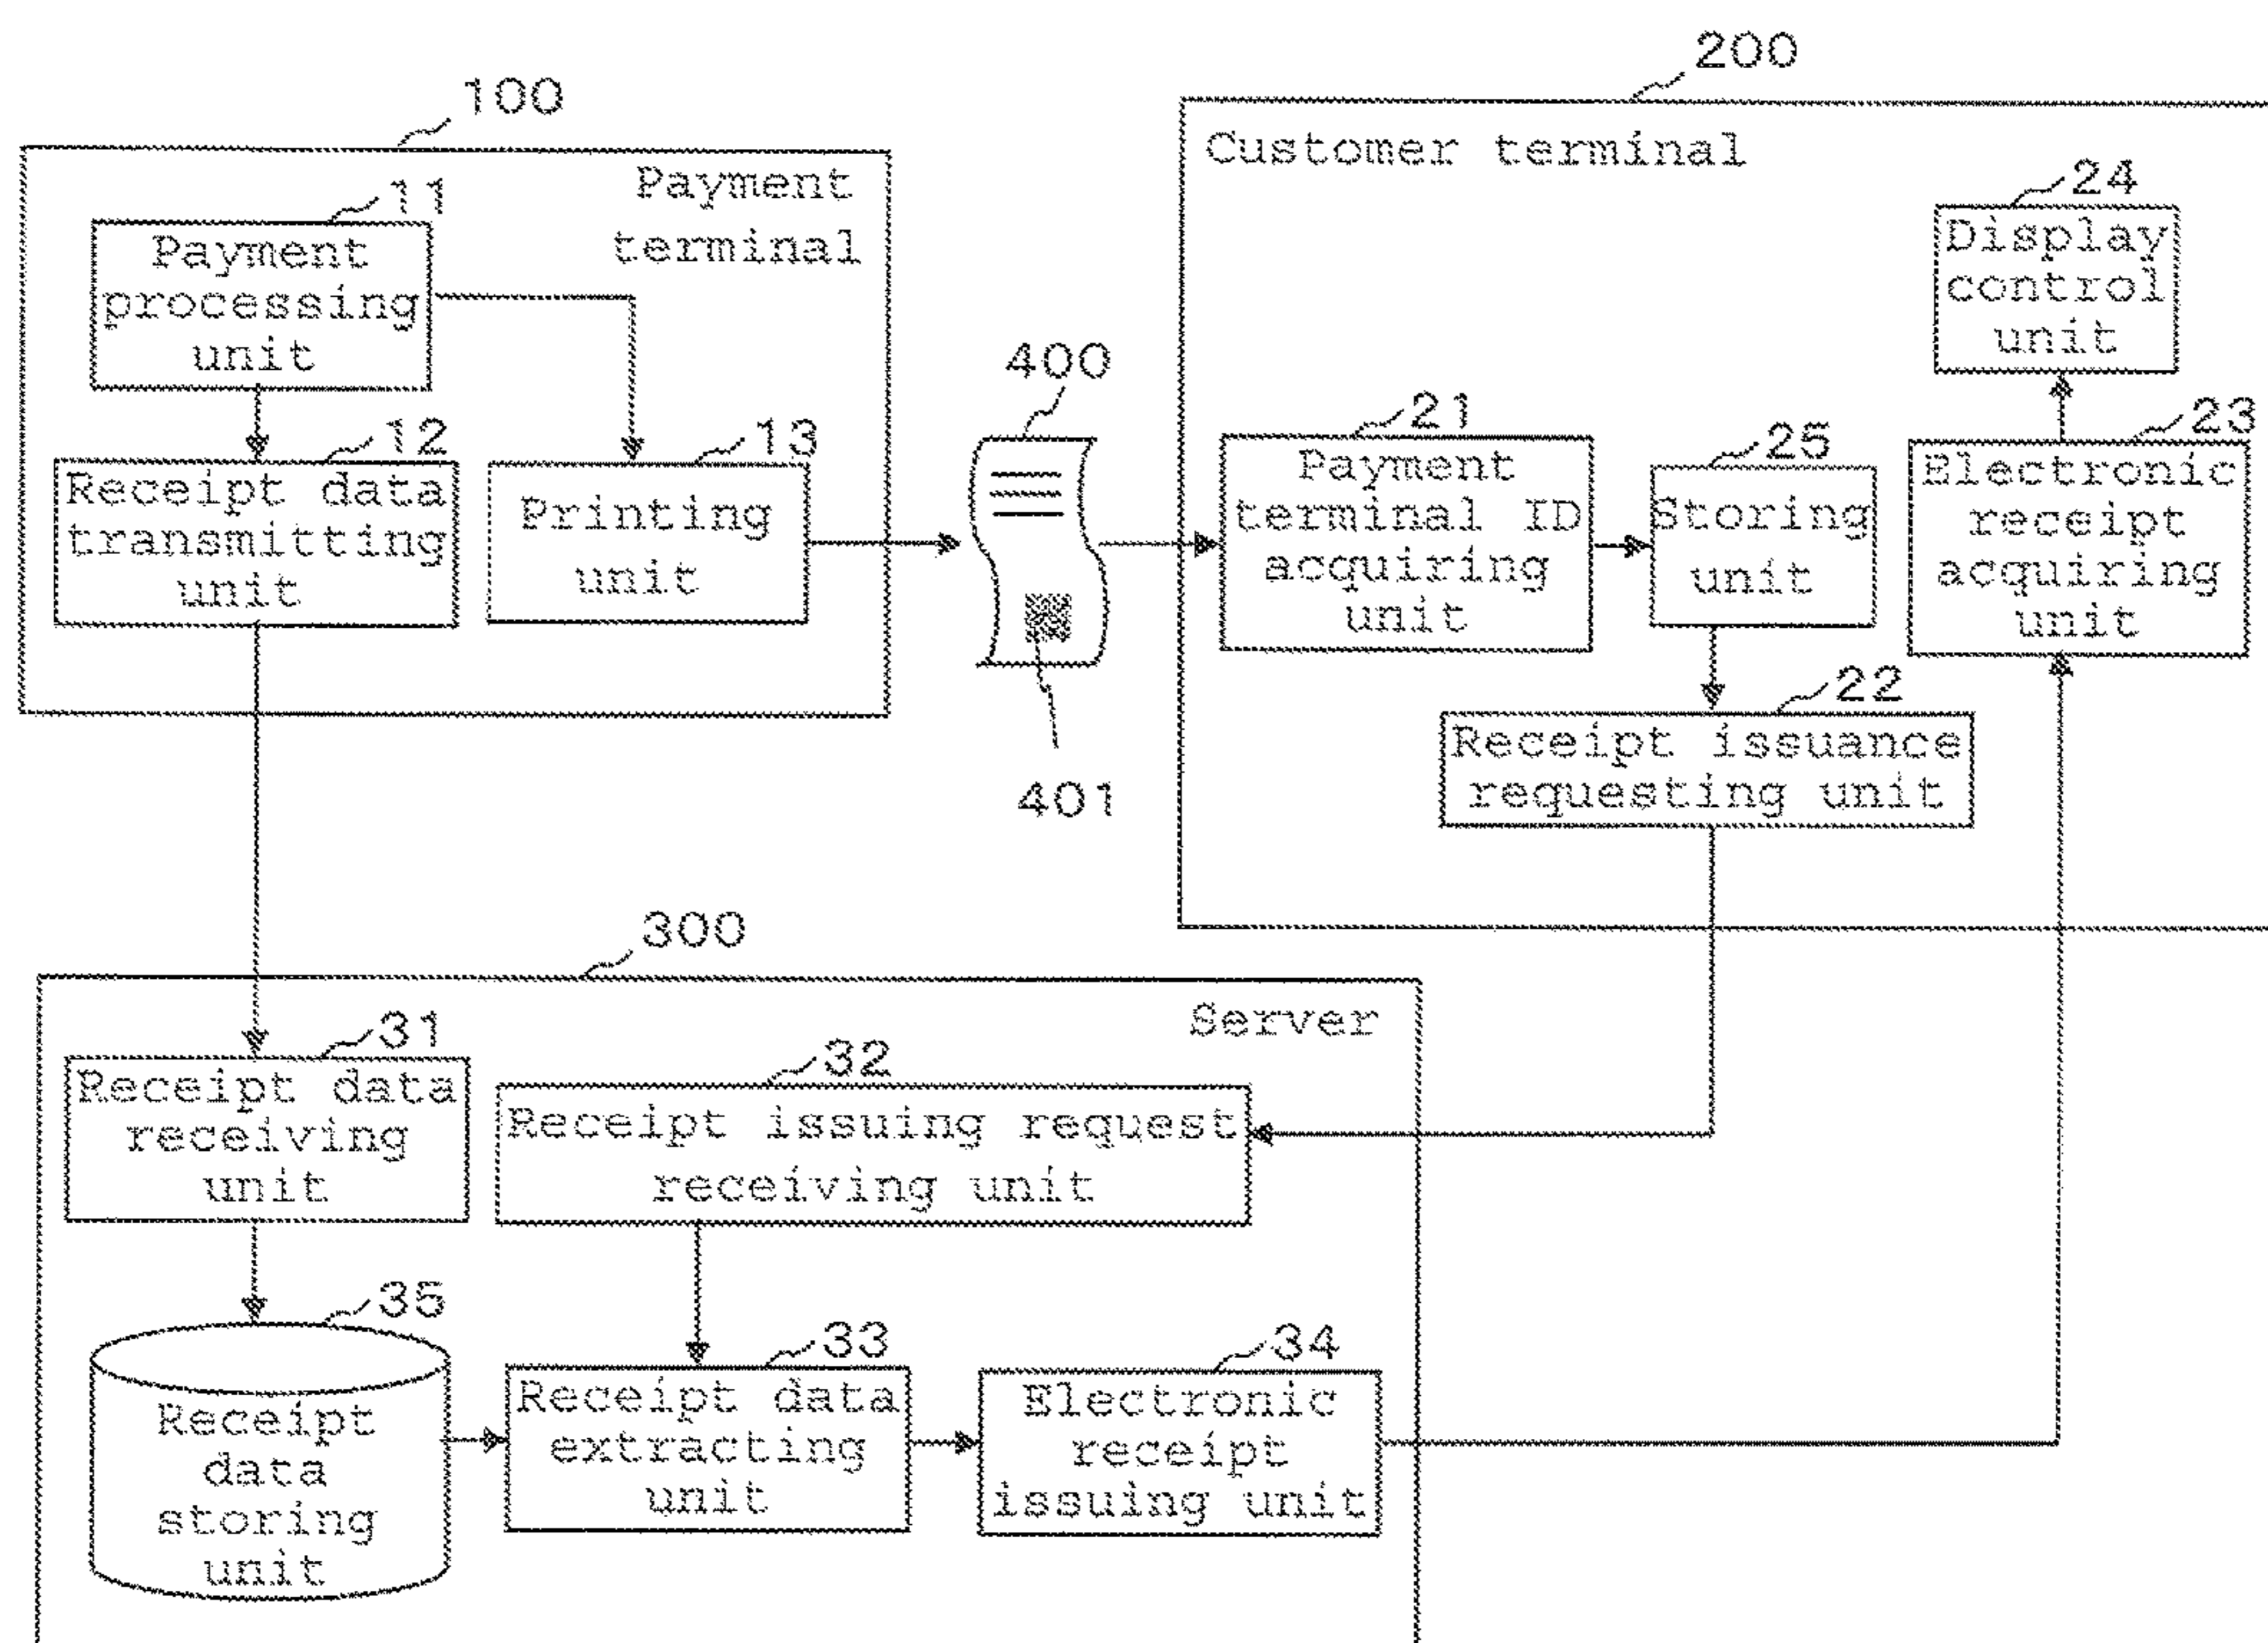 100
Payment
terminal
11
Payment
processing
unit
12
Receipt data
transmitting
unit
13
Printing
unit
400
401
200
Customer terminal
21
Payment
terminal ID
acquiring
unit
25
Storing
unit
24
Display
control
unit
23
Electronic
receipt
acquiring
unit
22
Receipt issuance
requesting unit
300
Server
31
Receipt data
receiving
unit
32
Receipt issuing request
receiving unit
35
Receipt
data
storing
unit
33
Receipt data
extracting
unit
34
Electronic
receipt
issuing unit